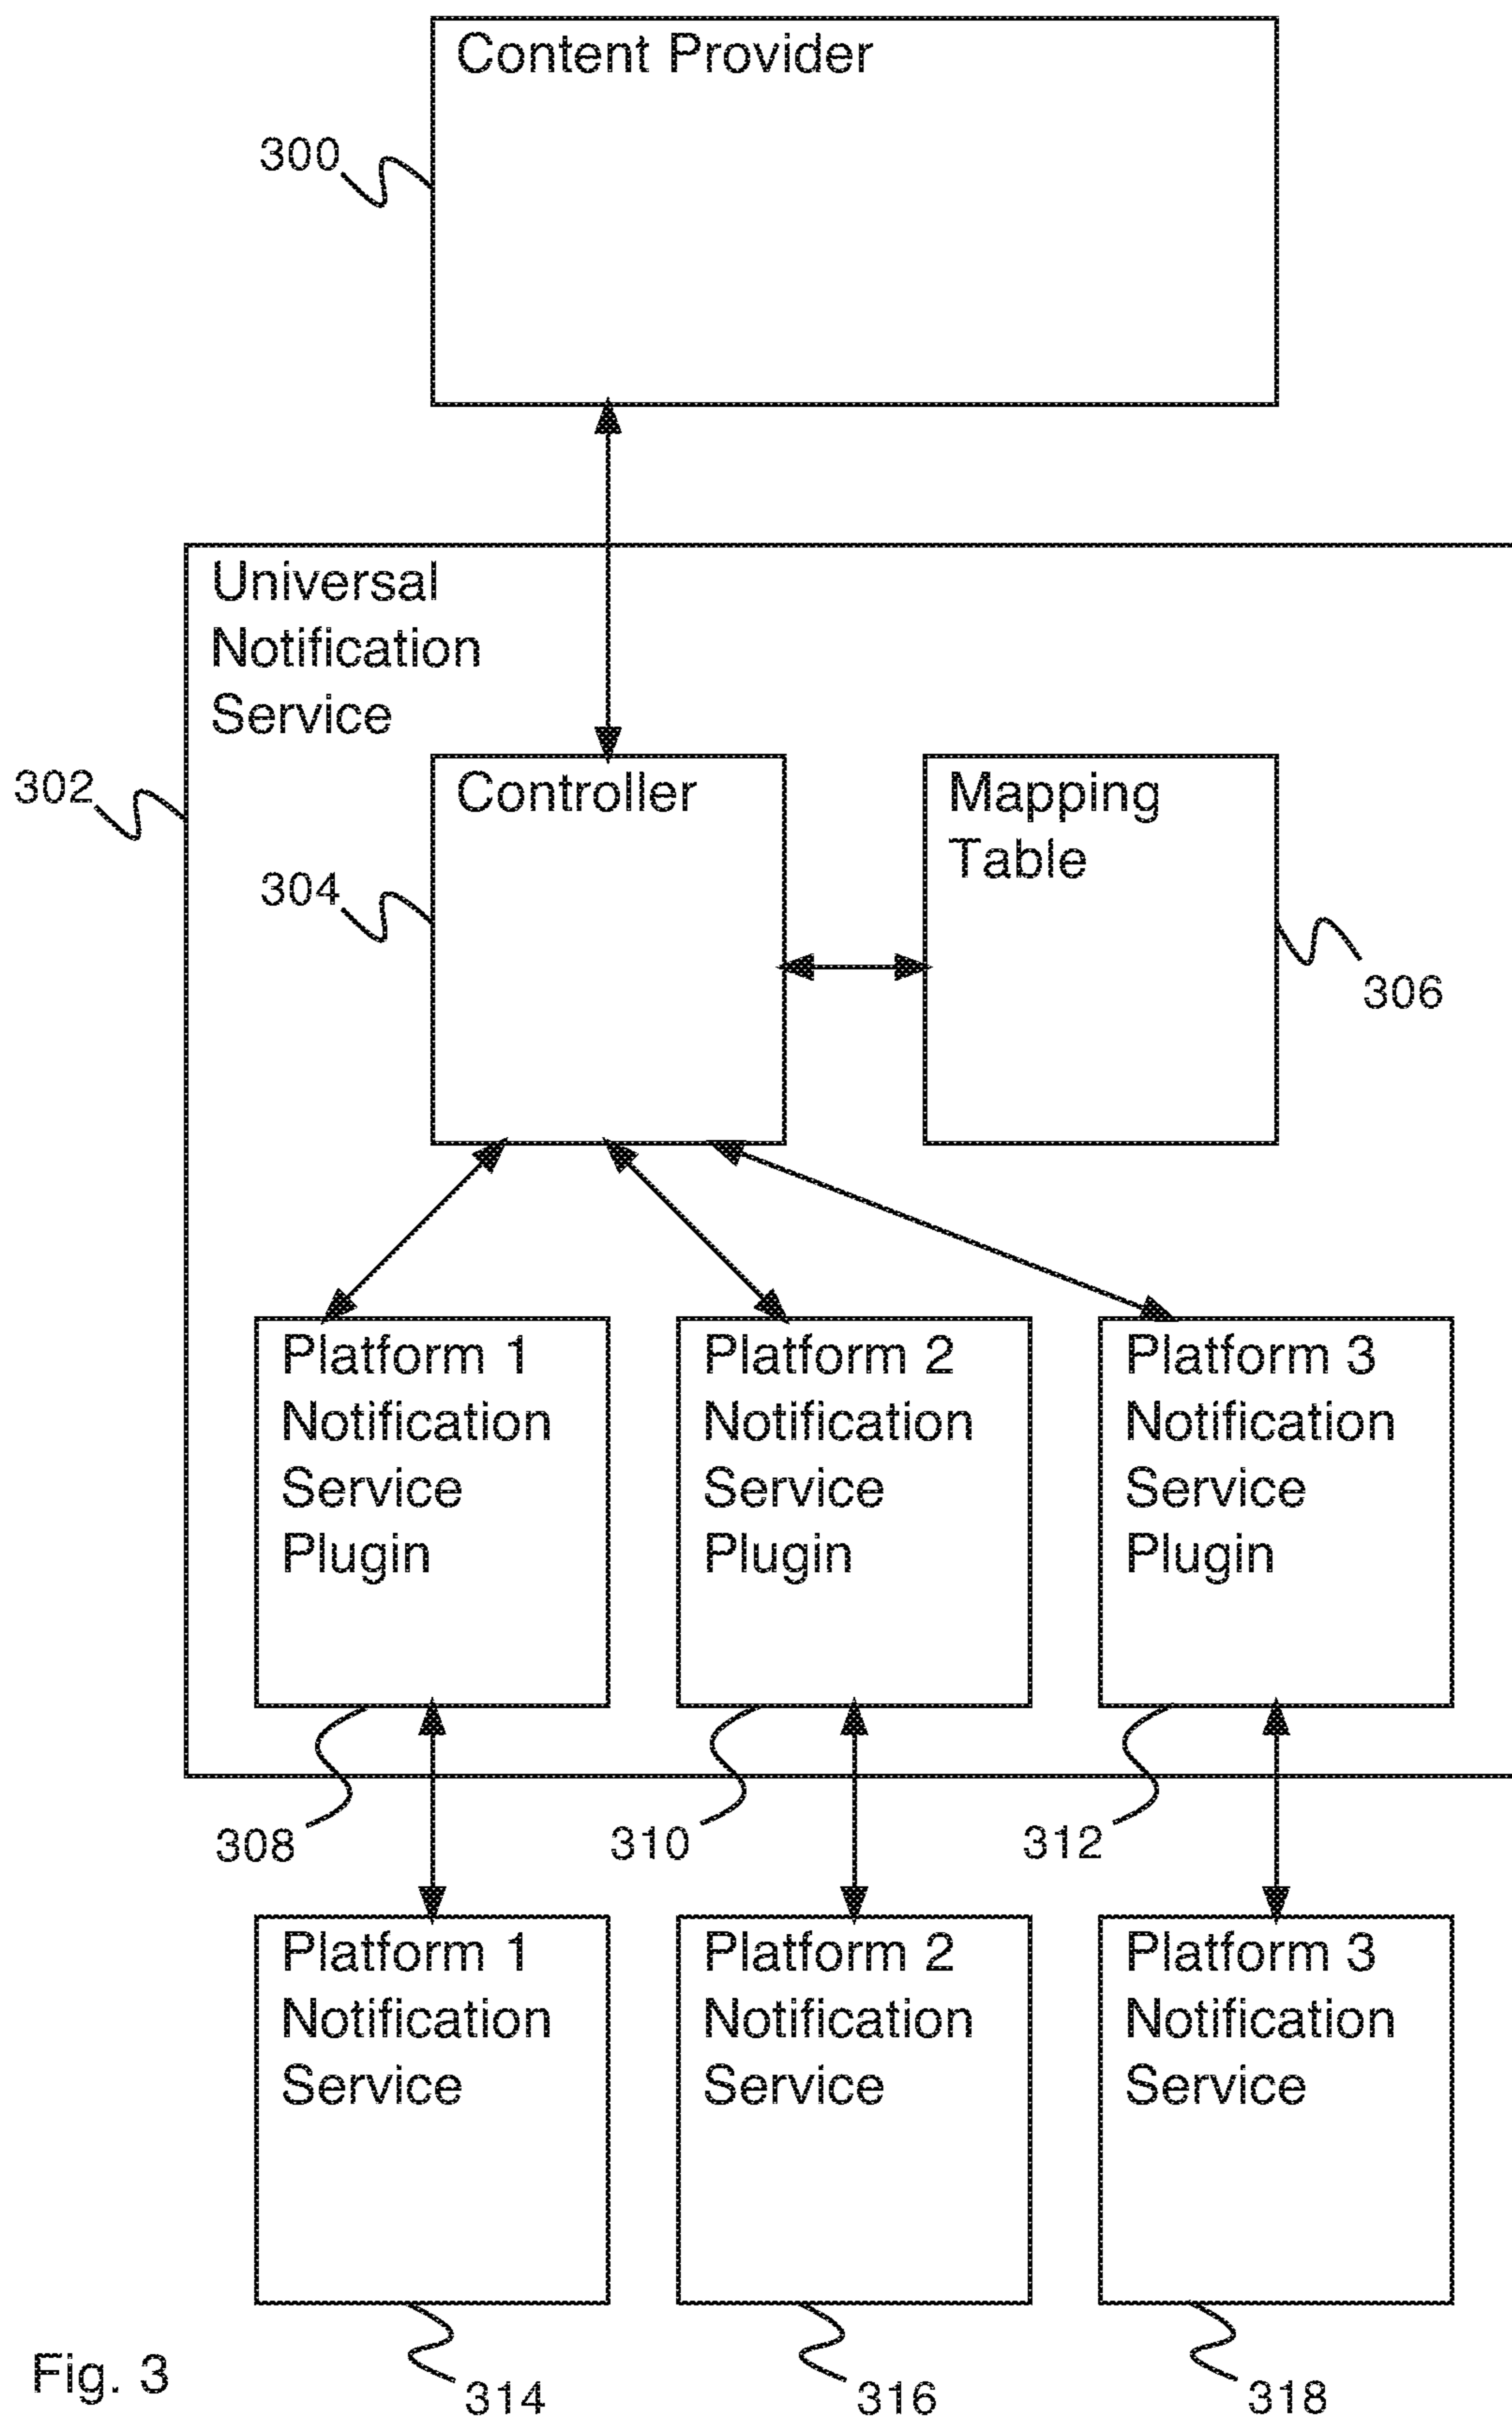 Content Provider
300
Universal
Notification
Service
302
Controller
Mapping
Table
304
306
Platform 1
Notification
Service
Plugin
Platform 2
Notification
Service
Plugin
Platform 3
Notification
Service
Plugin
308
310
312
Platform 1
Notification
Service
Platform 2
Notification
Service
Platform 3
Notification
Service
314
316
318
Fig. 3